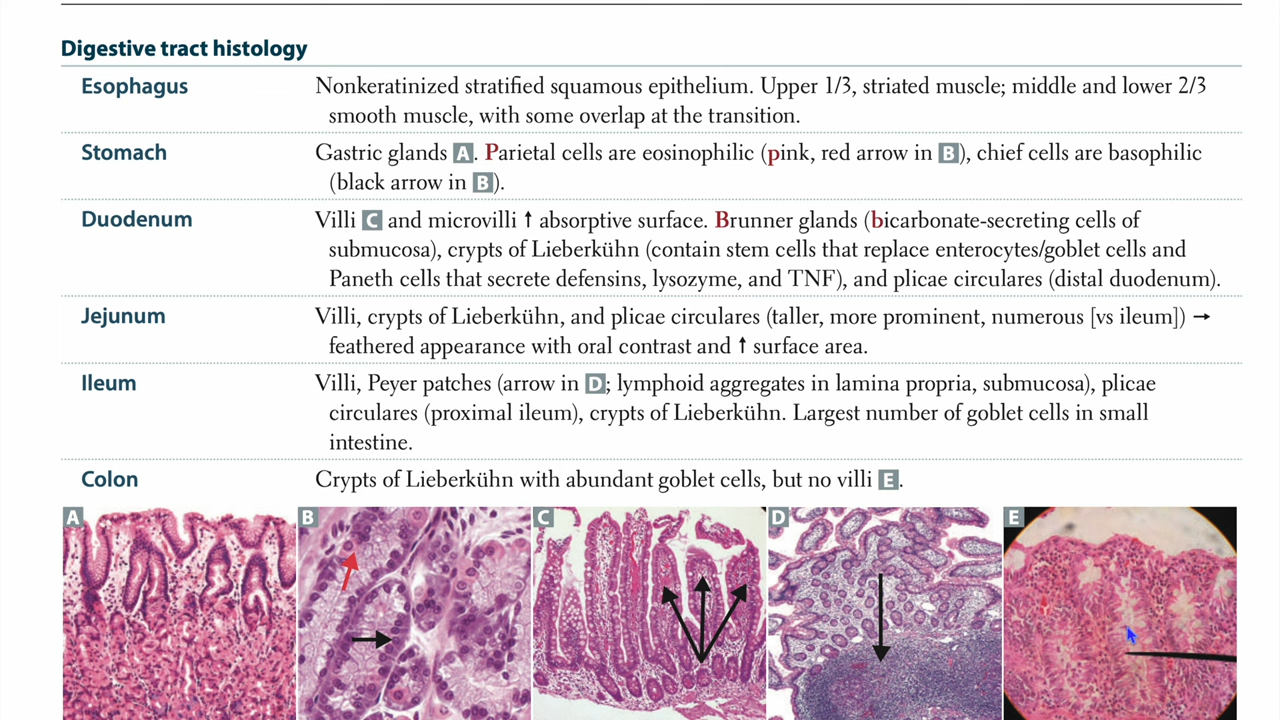 Digestive tract histology
Esophagus
Nonkeratinized stratified squamous epithelium. Upper 1/3, striated muscle; middle and lower 2/3
smooth muscle, with some overlap at the transition.
Stomach
Gastric glands A. Parietal cells are eosinophilic (pink, red arrow in B), chief cells are basophilic
(black arrow in B).
Duodenum
Villi C and microvilli ↑ absorptive surface. Brunner glands (bicarbonate-secreting cells of
submucosa), crypts of Lieberkühn (contain stem cells that replace enterocytes/goblet cells and
Paneth cells that secrete defensins, lysozyme, and TNF), and plicae circulares (distal duodenum).
Jejunum
Villi, crypts of Lieberkühn, and plicae circulares (taller, more prominent, numerous [vs ileum]) →
feathered appearance with oral contrast and ↑ surface area.
Ileum
Villi, Peyer patches (arrow in D; lymphoid aggregates in lamina propria, submucosa), plicae
circulares (proximal ileum), crypts of Lieberkühn. Largest number of goblet cells in small
intestine.
Colon
Crypts of Lieberkühn with abundant goblet cells, but no villi E.
A
B
C
D
E